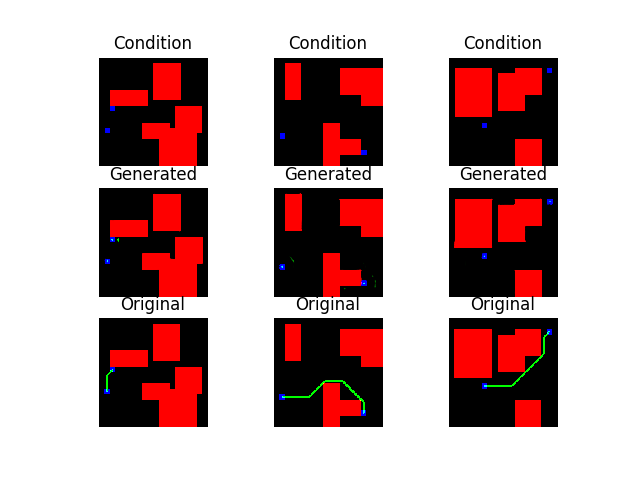 Condition Condition Condition
Generated Generated Generated
Original Original Original